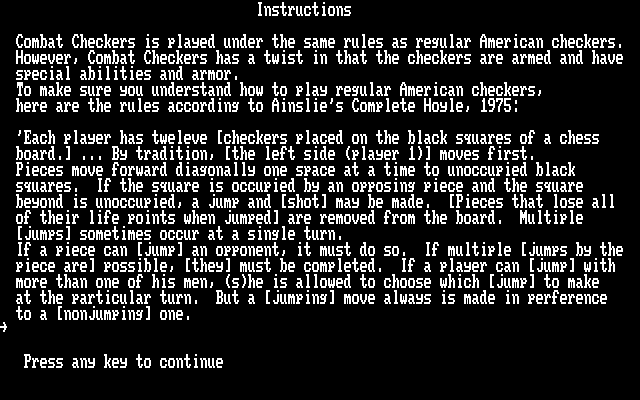 Instructions
Combat Checkers is played under the same rules as regular American checkers.
However, Combat Checkers has a twist in that the checkers are armed and have
special abilities and armor.
To make sure you understand how to play regular American checkers,
here are the rules according to Ainslie's Complete Hoyle, 1975:
'Each player has tweleve [checkers placed on the black squares of a chess
board.] ... By tradition, [the left side (player 1)] moves first.
Pieces move forward diagonally one space at a time to unoccupied black
squares.  If the square is occupied by an opposing piece and the square
beyond is unoccupied, a jump and [shot] may be made.  [Pieces that lose all
of their life points when jumped] are removed from the board.  Multiple
[jumps] sometimes occur at a single turn.
If a piece can [jump] an opponent, it must do so.  If multiple [jumps by the
piece are] possible, [they] must be completed.  If a player can [jump] with
more than one of his men, (s)he is allowed to choose which [jump] to make
at the particular turn.  But a [jumping] move always is made in perference
to a [nonjumping] one.
→
Press any key to continue